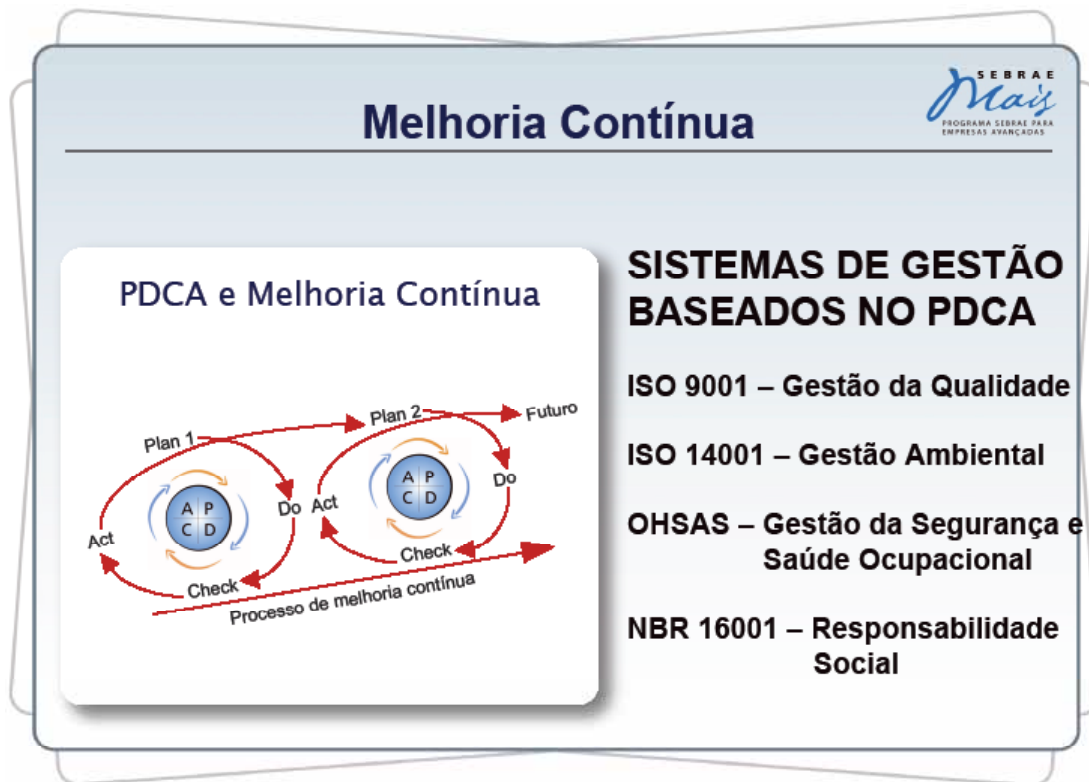 SEBRAE
Mais
PROGRAMA SEBRAE PARA
EMPRESAS AVANÇADAS
Melhoria Contínua
PDCA e Melhoria Contínua
Plan 1
Do
Check
Act
A P
C D
Plan 2
Do
Check
Act
A P
C D
Futuro
Processo de melhoria contínua
SISTEMAS DE GESTÃO
BASEADOS NO PDCA
ISO 9001 – Gestão da Qualidade
ISO 14001 – Gestão Ambiental
OHSAS – Gestão da Segurança e
Saúde Ocupacional
NBR 16001 – Responsabilidade
Social